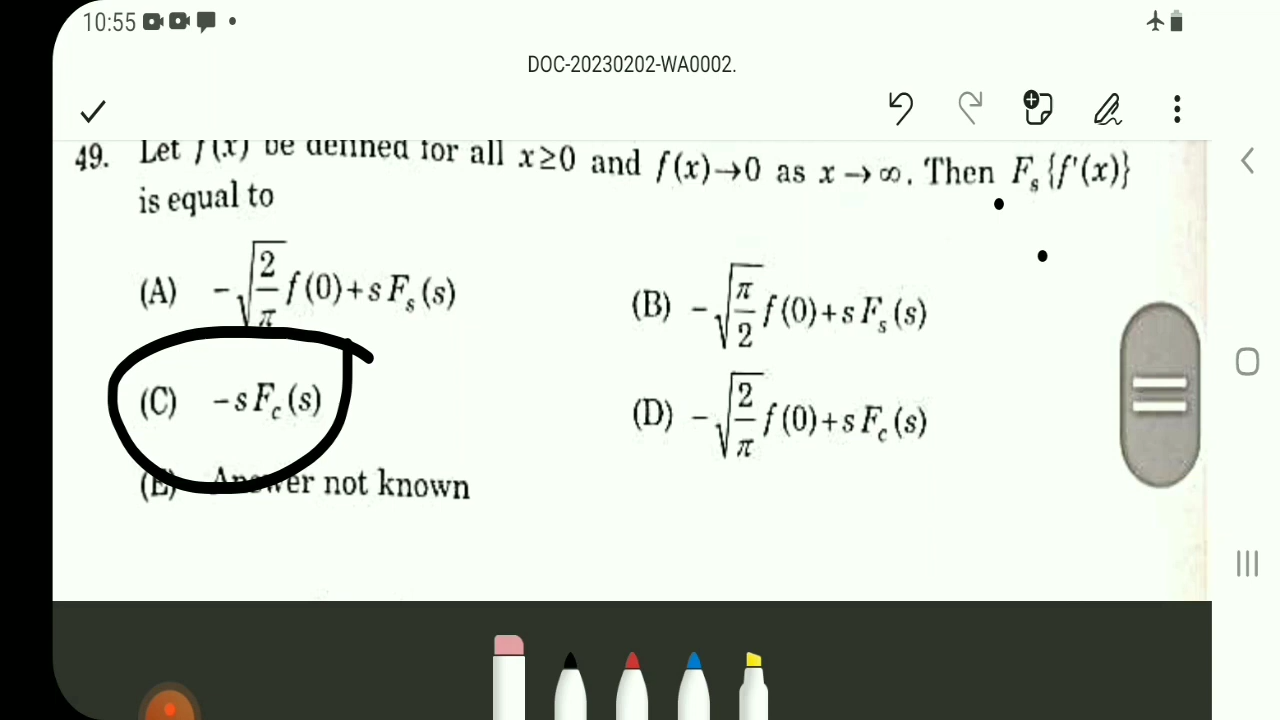 10:55
DOC-20230202-WA0002.
49. Let f(x) be defined for all x≥0 and f(x)→0 as x→∞. Then F_s{f'(x)}
is equal to
(A) -√(2/π) f(0)+s F_s(s)
(B) -√(π/2) f(0)+s F_s(s)
(C) -s F_c(s)
(D) -√(2/π) f(0)+s F_c(s)
(E) Answer not known